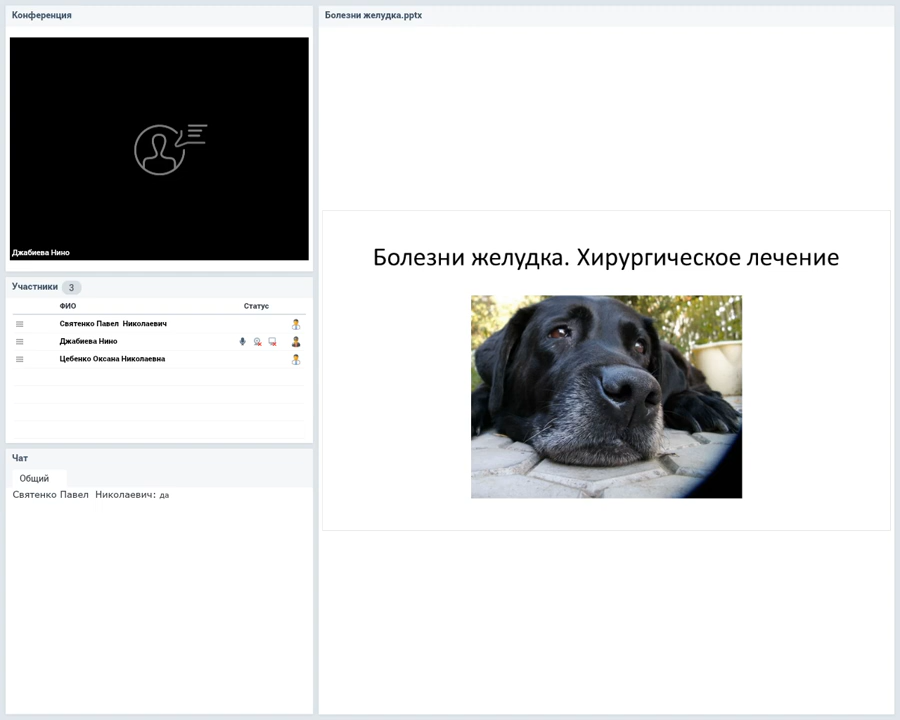 Конференция
Джабиева Нино
Участники 3
ФИО Статус
Святенко Павел Николаевич
Джабиева Нино
Цебенко Оксана Николаевна
Чат
Общий
Святенко Павел Николаевич: да
Болезни желудка.pptx
Болезни желудка. Хирургическое лечение